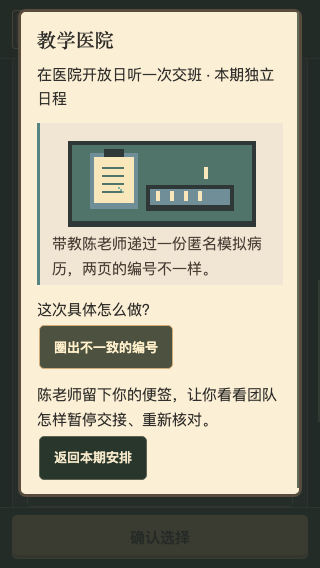 教学医院
在医院开放日听一次交班 · 本期独立
日程
带教陈老师递过一份匿名模拟病
历，两页的编号不一样。
这次具体怎么做?
圈出不一致的编号
陈老师留下你的便签，让你看看团队
怎样暂停交接、重新核对。
返回本期安排
确认选择